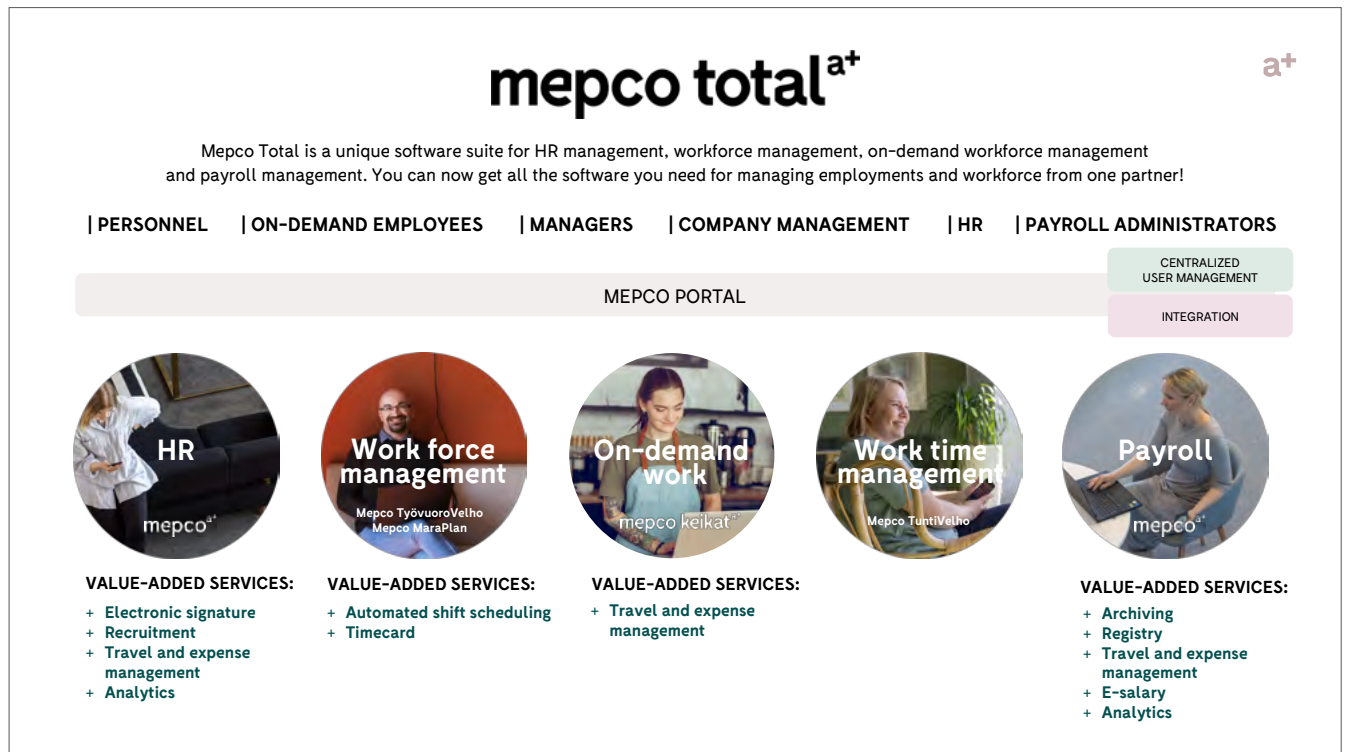 mepco total a+
a+
Mepco Total is a unique software suite for HR management, workforce management, on-demand workforce management
and payroll management. You can now get all the software you need for managing employments and workforce from one partner!
| PERSONNEL | ON-DEMAND EMPLOYEES | MANAGERS | COMPANY MANAGEMENT | HR | PAYROLL ADMINISTRATORS
CENTRALIZED
USER MANAGEMENT
MEPCO PORTAL
INTEGRATION
HR
mepco a+
Work force
management
Mepco TyövuoroVelho
Mepco MaraPlan
On-demand
work
mepco keikat a+
Work time
management
Mepco TuntiVelho
Payroll
mepco a+
VALUE-ADDED SERVICES:
+ Electronic signature
+ Recruitment
+ Travel and expense
management
+ Analytics
VALUE-ADDED SERVICES:
+ Automated shift scheduling
+ Timecard
VALUE-ADDED SERVICES:
+ Travel and expense
management
VALUE-ADDED SERVICES:
+ Archiving
+ Registry
+ Travel and expense
management
+ E-salary
+ Analytics